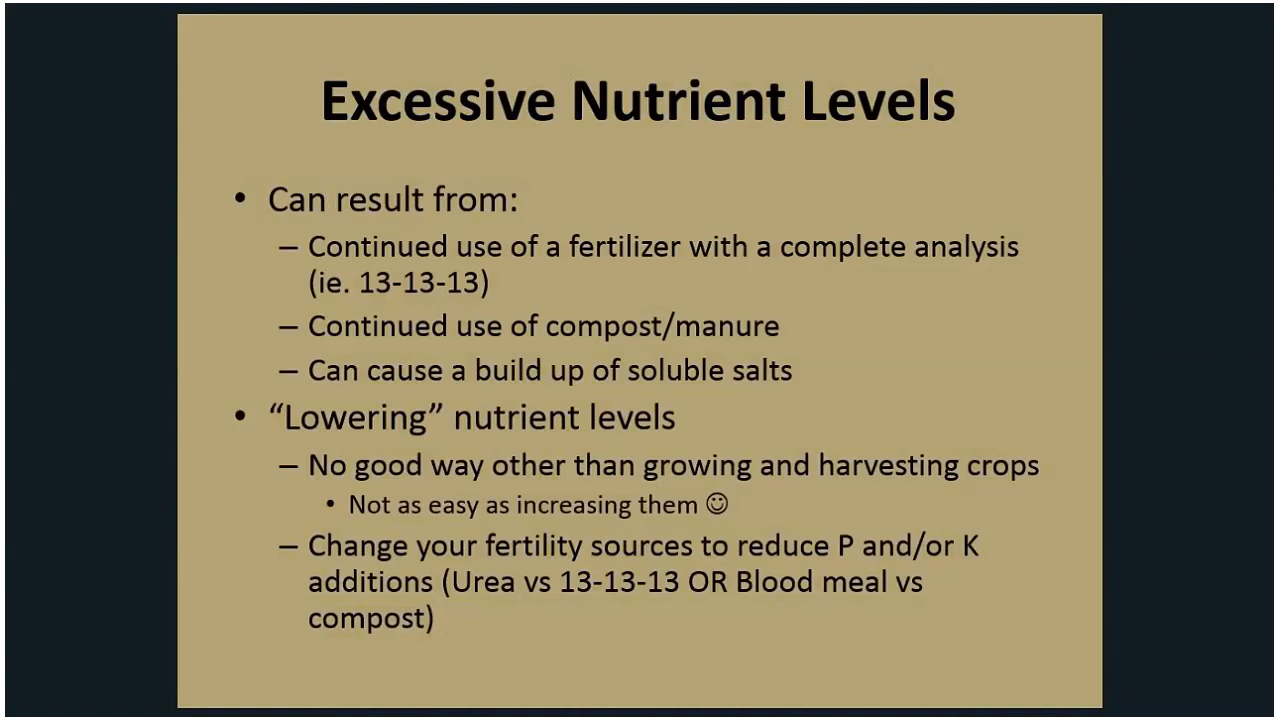 Excessive Nutrient Levels
• Can result from:
– Continued use of a fertilizer with a complete analysis
(ie. 13-13-13)
– Continued use of compost/manure
– Can cause a build up of soluble salts
• “Lowering” nutrient levels
– No good way other than growing and harvesting crops
• Not as easy as increasing them ☺
– Change your fertility sources to reduce P and/or K
additions (Urea vs 13-13-13 OR Blood meal vs
compost)